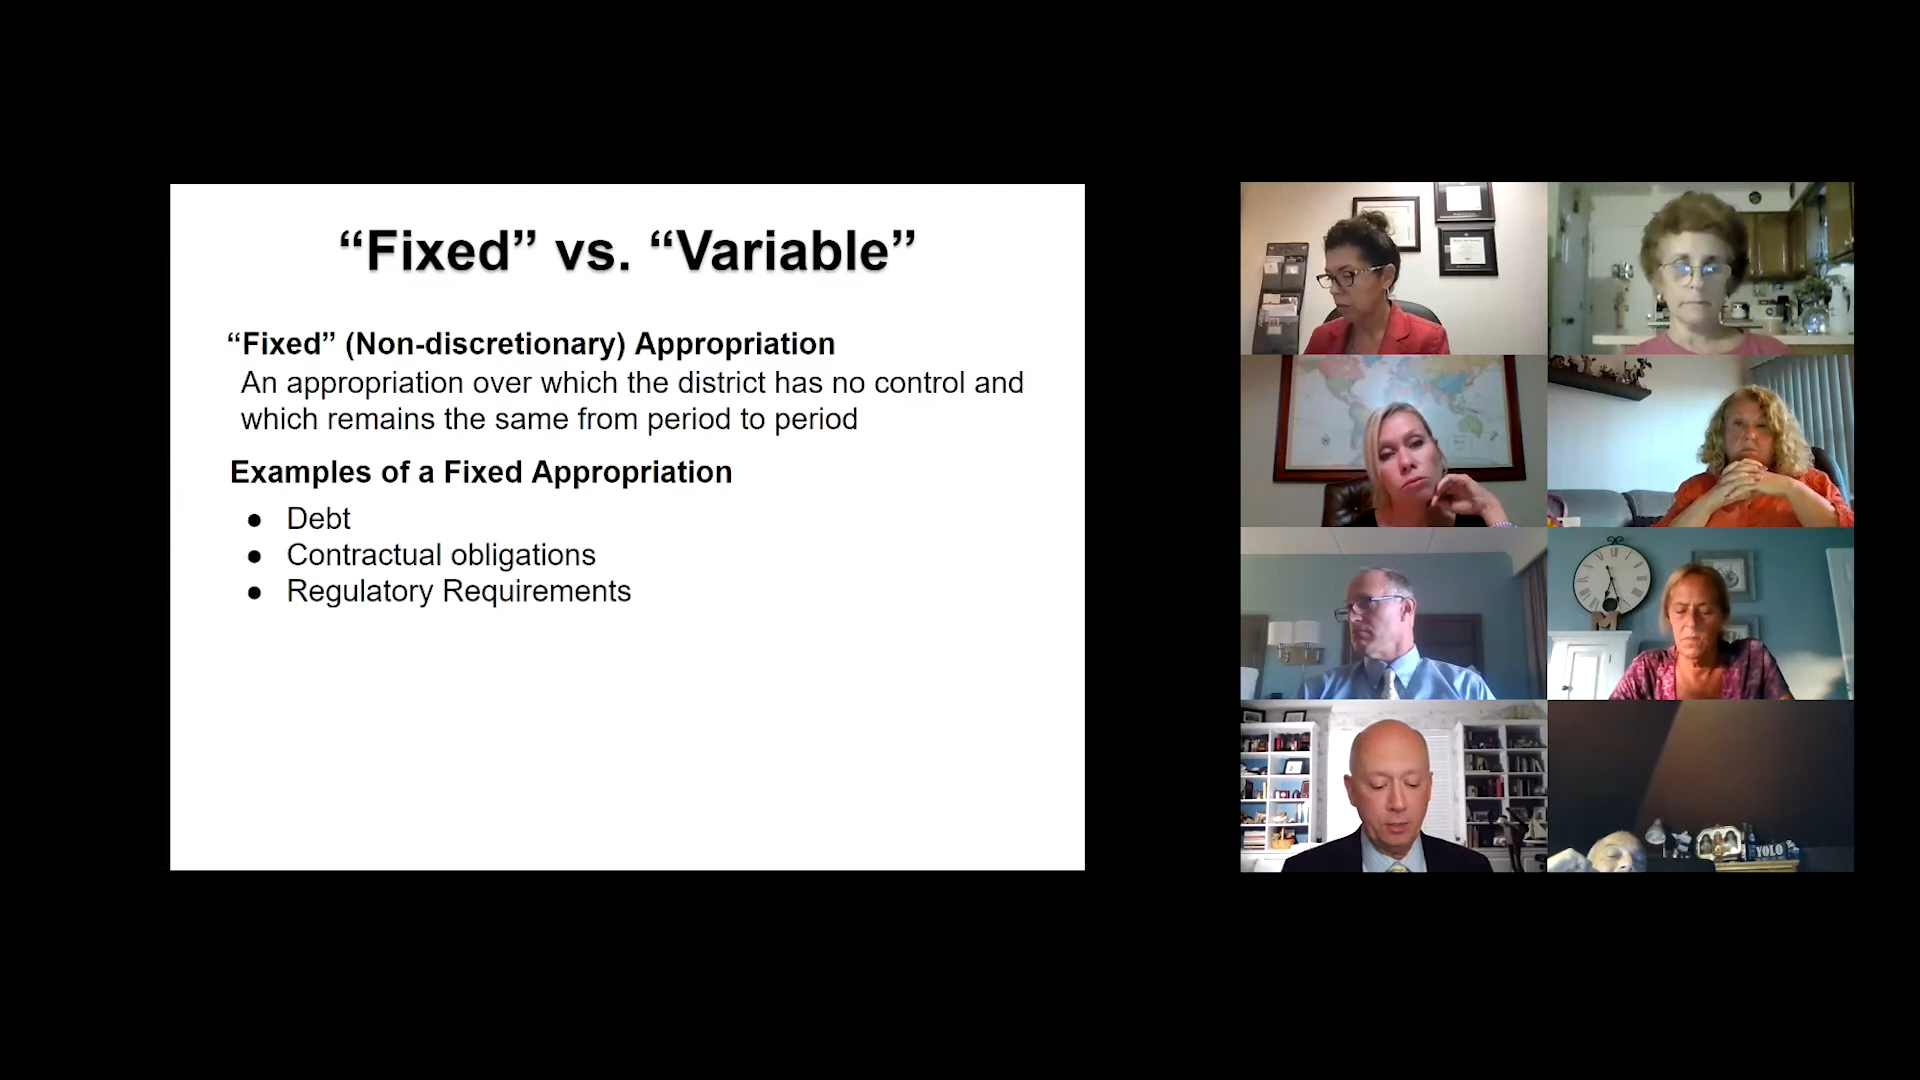 “Fixed” vs. “Variable”
“Fixed” (Non-discretionary) Appropriation
An appropriation over which the district has no control and
which remains the same from period to period
Examples of a Fixed Appropriation
● Debt
● Contractual obligations
● Regulatory Requirements
YOLO